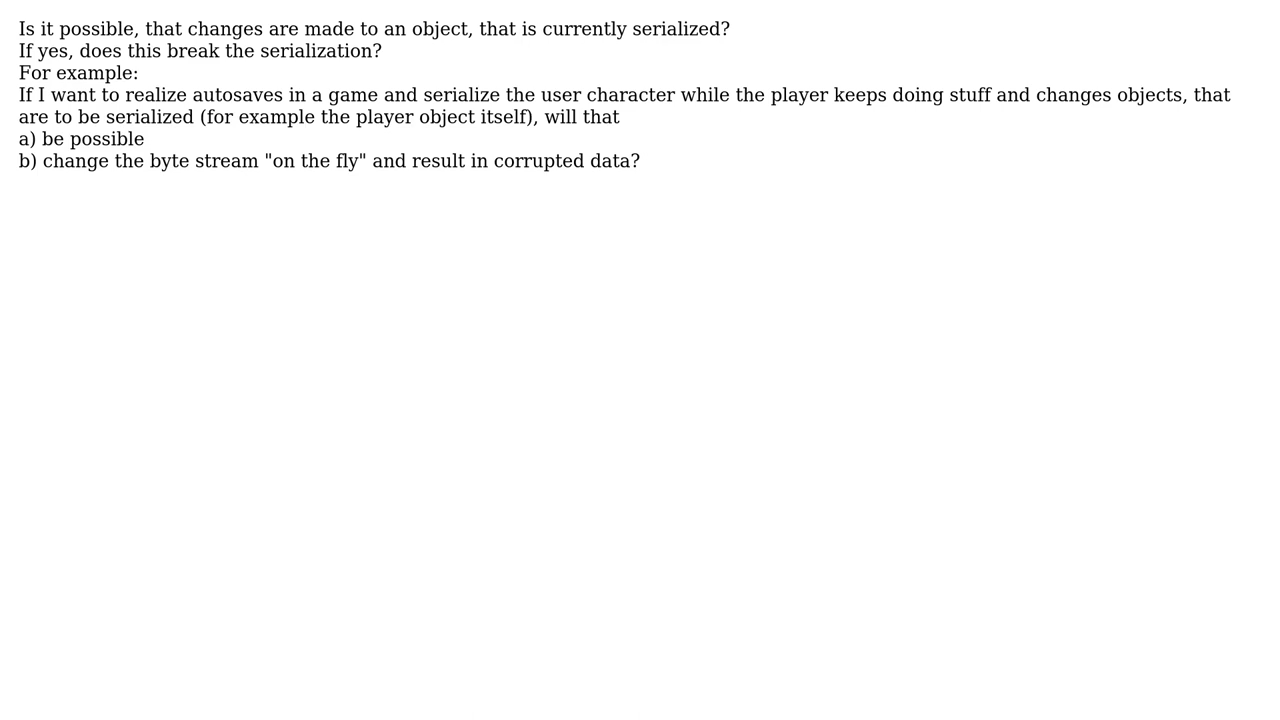 Is it possible, that changes are made to an object, that is currently serialized?
If yes, does this break the serialization?
For example:
If I want to realize autosaves in a game and serialize the user character while the player keeps doing stuff and changes objects, that
are to be serialized (for example the player object itself), will that
a) be possible
b) change the byte stream "on the fly" and result in corrupted data?